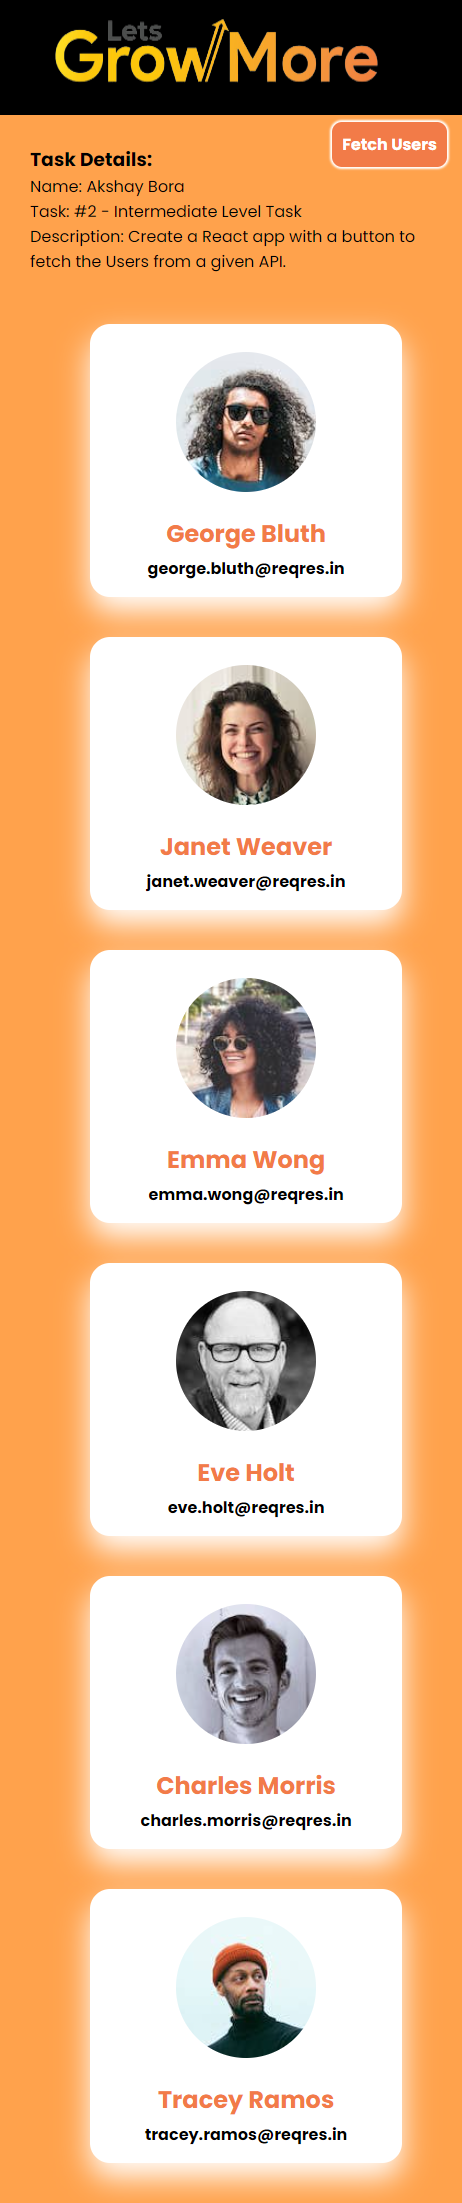 Lets
GrowMore
Fetch Users
Task Details:
Name: Akshay Bora
Task: #2 - Intermediate Level Task
Description: Create a React app with a button to
fetch the Users from a given API.
George Bluth
george.bluth@reqres.in
Janet Weaver
janet.weaver@reqres.in
Emma Wong
emma.wong@reqres.in
Eve Holt
eve.holt@reqres.in
Charles Morris
charles.morris@reqres.in
Tracey Ramos
tracey.ramos@reqres.in